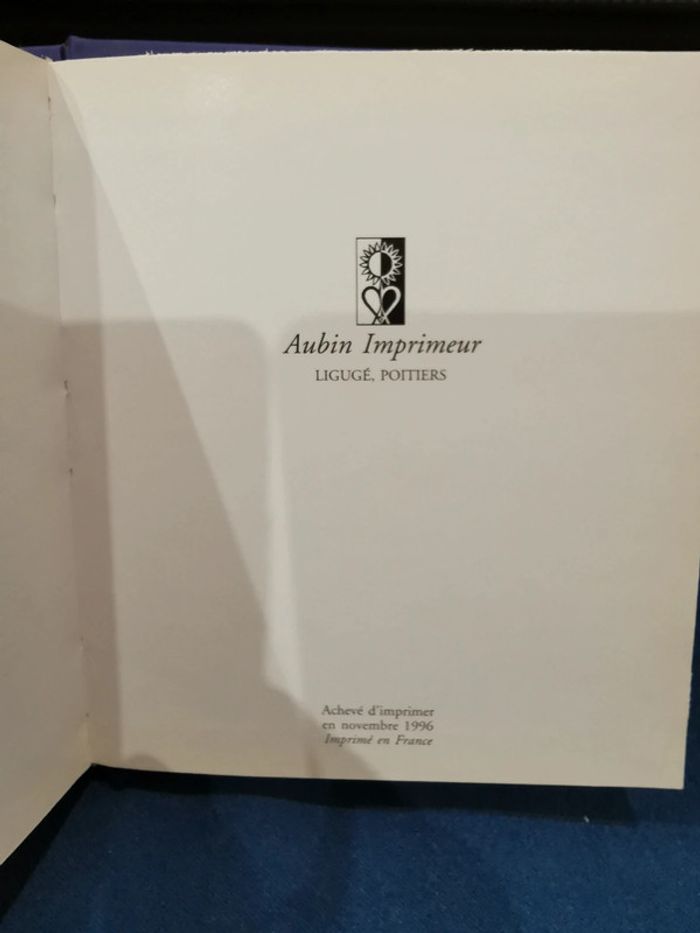 Aubin Imprimeur
LIGUGÉ, POITIERS
Achevé d'imprimer
en novembre 1996
Imprimé en France